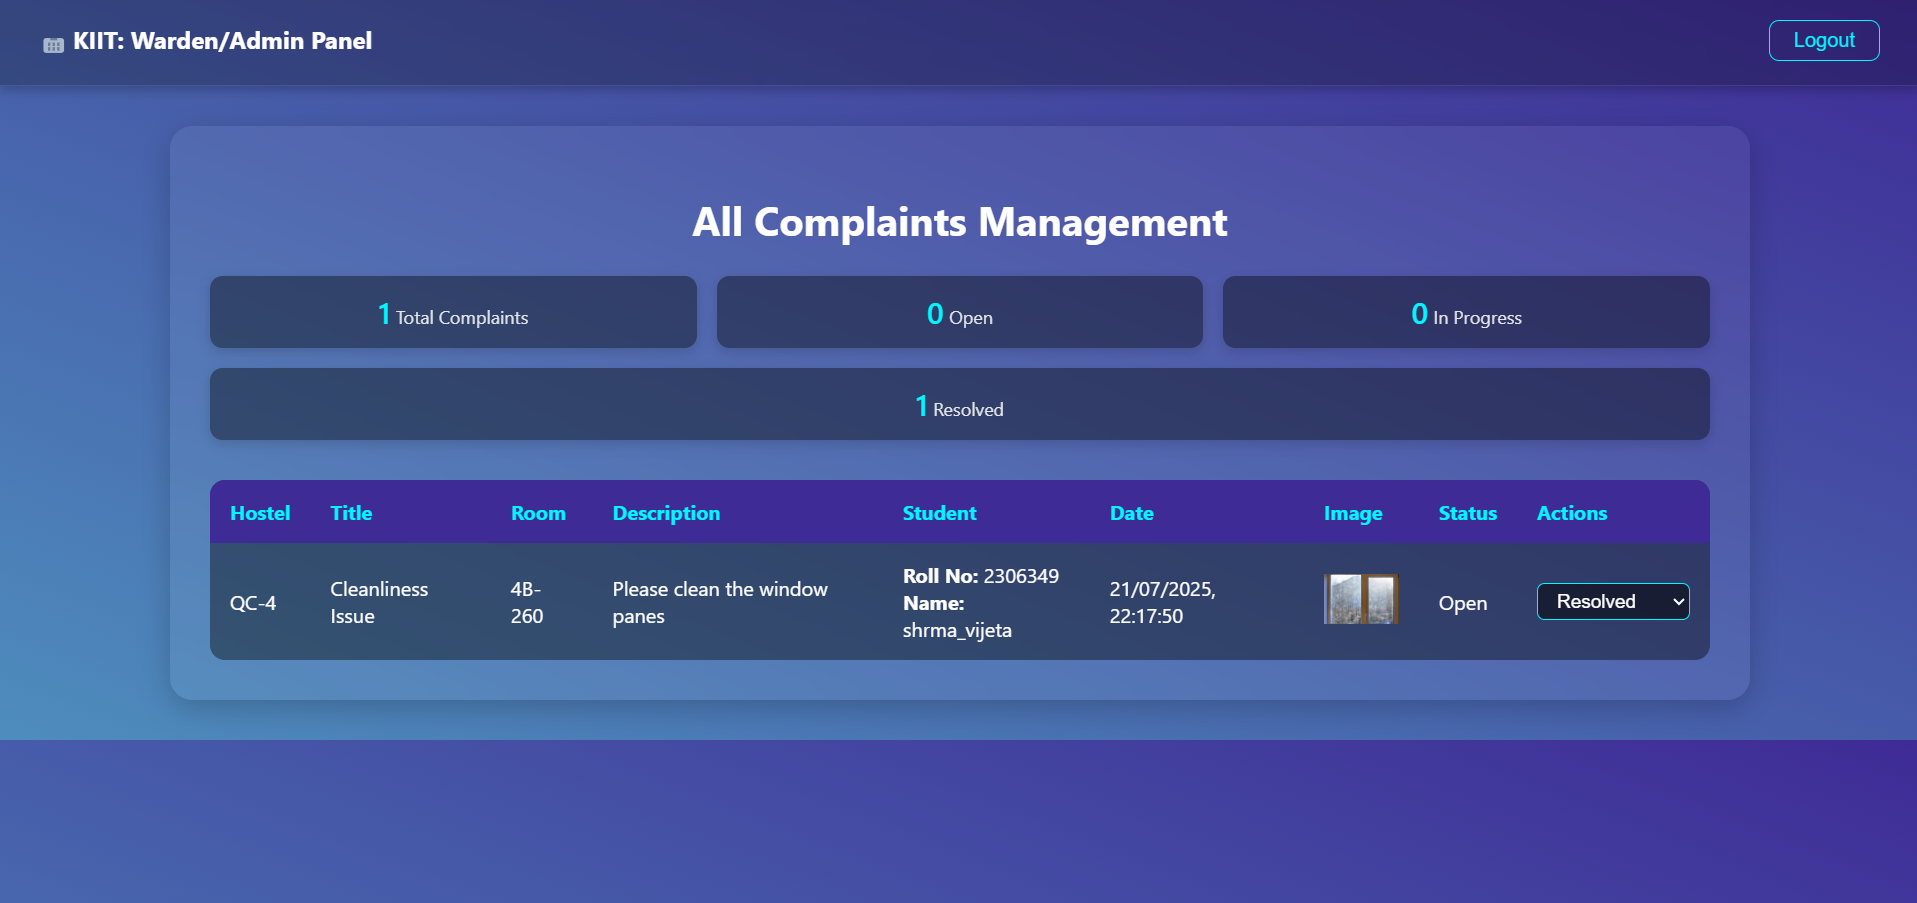 KIIT: Warden/Admin Panel
Logout
All Complaints Management
1 Total Complaints
0 Open
0 In Progress
1 Resolved
Hostel Title Room Description Student Date Image Status Actions
QC-4
Cleanliness
Issue
4B-
260
Please clean the window
panes
Roll No: 2306349
Name:
shrma_vijeta
21/07/2025,
22:17:50
Open
Resolved